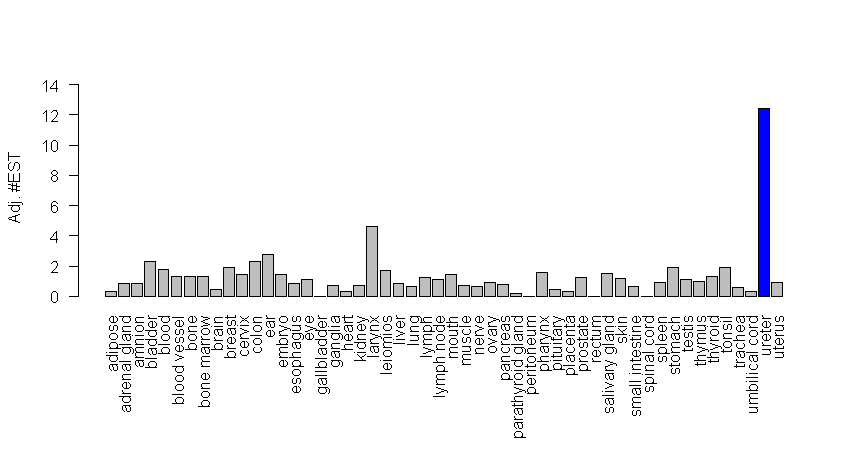 Adj. #EST
14
12
10
8
6
4
2
0
adipose
adrenal gland
amnion
bladder
blood
blood vessel
bone
bone marrow
brain
breast
cervix
colon
ear
embryo
esophagus
eye
gallbladder
ganglia
heart
kidney
larynx
leiomios
liver
lung
lymph
lymph node
mouth
muscle
nerve
ovary
pancreas
parathyroid gland
peritoneum
pharynx
pituitary
placenta
prostate
rectum
salivary gland
skin
small intestine
spinal cord
spleen
stomach
testis
thymus
thyroid
tonsil
trachea
umbilical cord
ureter
uterus